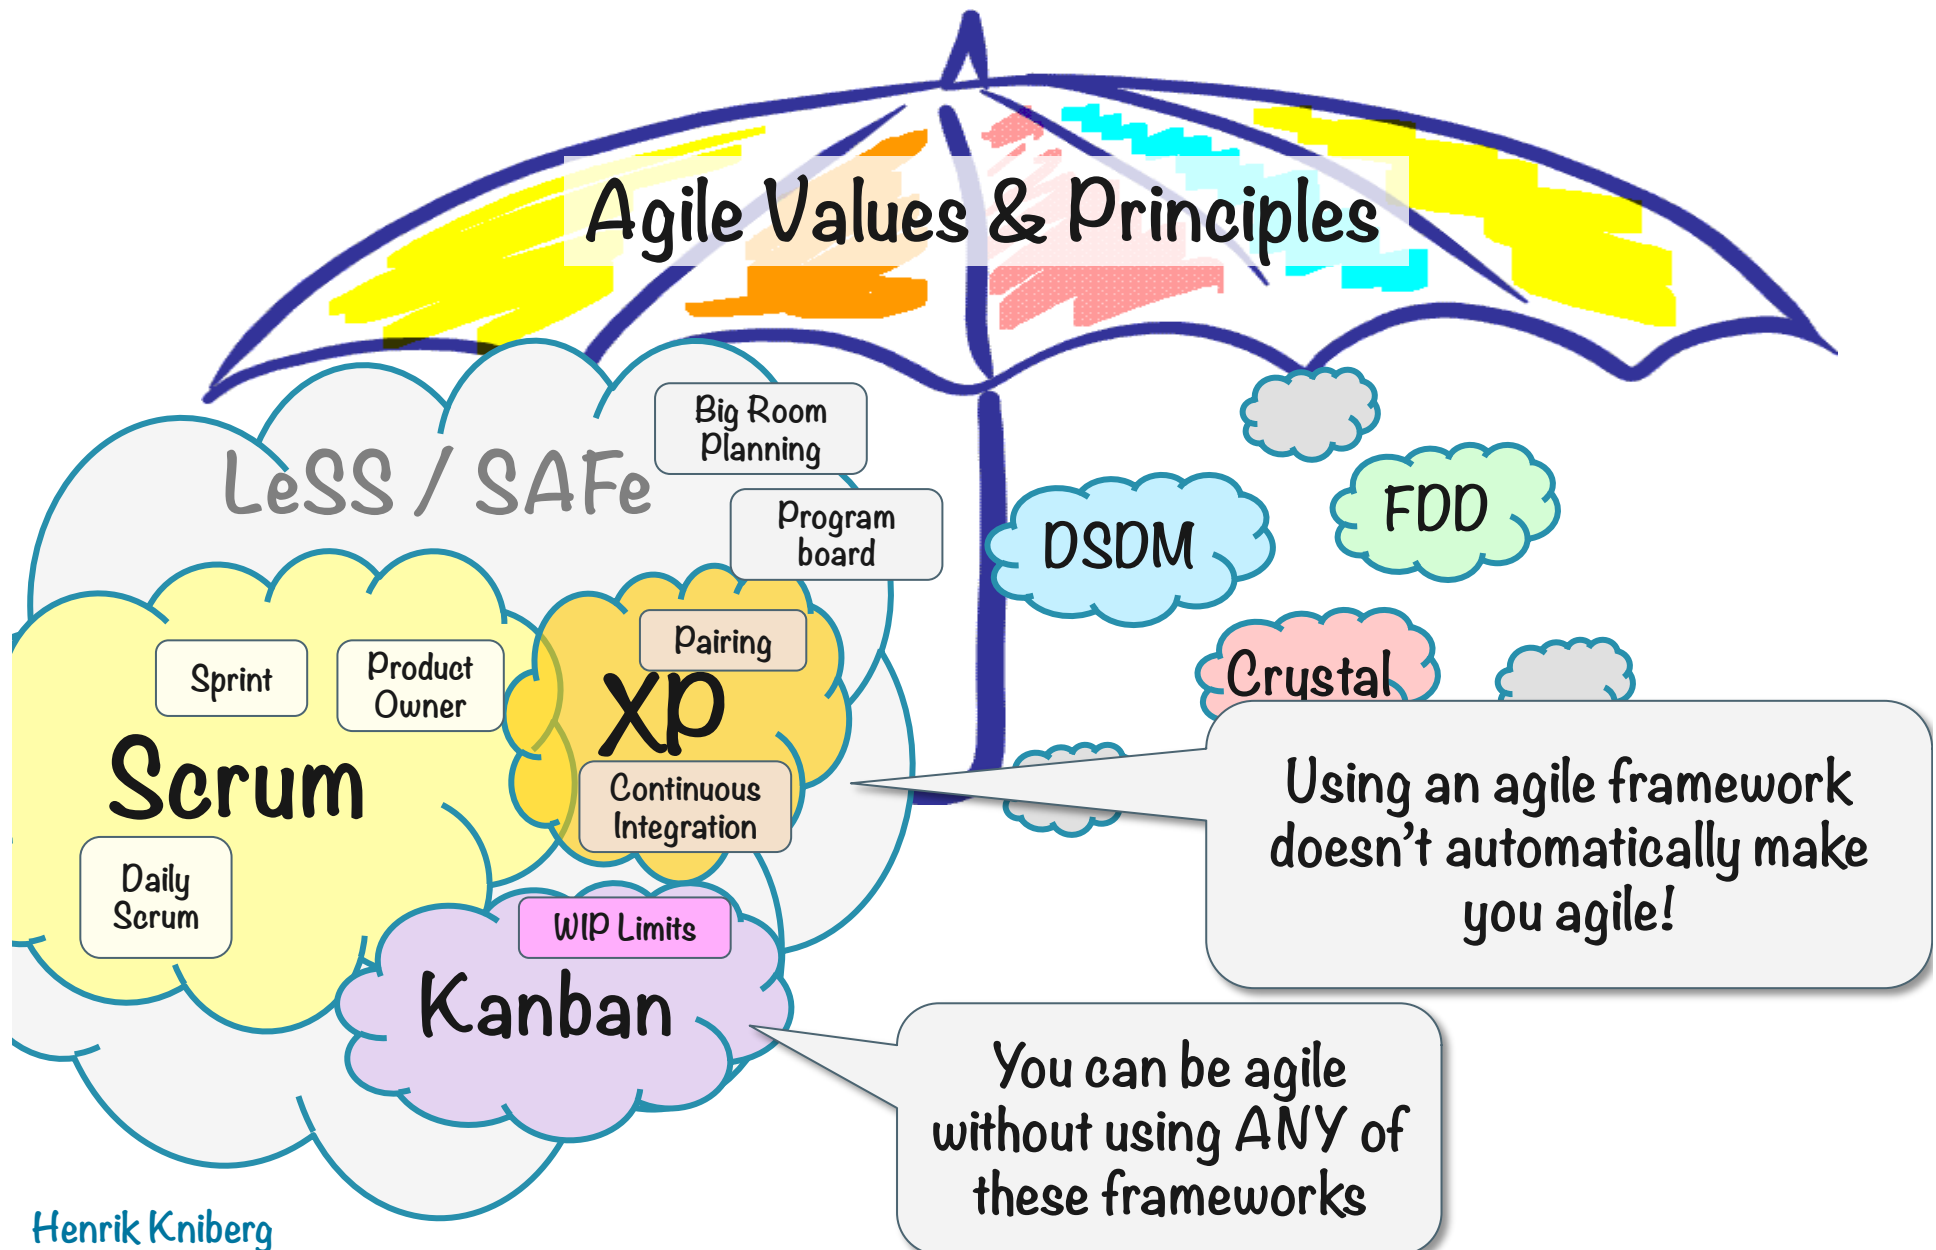 Agile Values & Principles
LeSS / SAFe
Big Room
Planning
Program
board
DSDM
FDD
Crystal
Sprint
Product
Owner
Scrum
Daily
Scrum
Pairing
XP
Continuous
Integration
WIP Limits
Kanban
Using an agile framework
doesn't automatically make
you agile!
You can be agile
without using ANY of
these frameworks
Henrik Kniberg